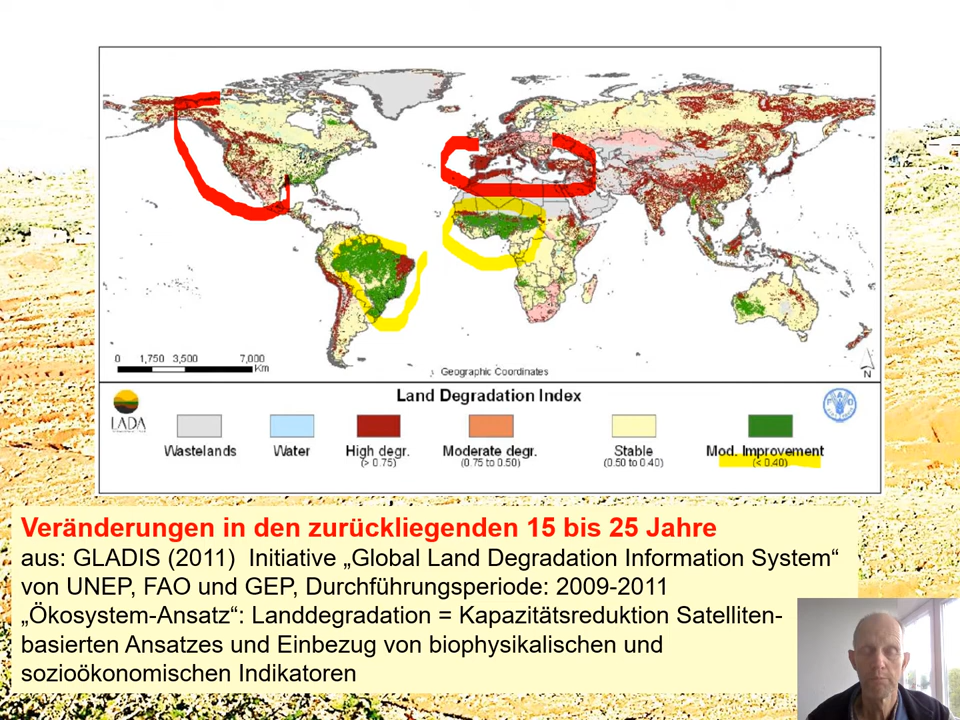 0 1,750 3,500 7,000
Km
Geographic Coordinates
N
Land Degradation Index
LADA
FAO
Wastelands
Water
High degr.
(> 0.75)
Moderate degr.
(0.75 to 0.50)
Stable
(0.50 to 0.40)
Mod. Improvement
(< 0.40)
Veränderungen in den zurückliegenden 15 bis 25 Jahre
aus: GLADIS (2011) Initiative „Global Land Degradation Information System“
von UNEP, FAO und GEP, Durchführungsperiode: 2009-2011
„Ökosystem-Ansatz“: Landdegradation = Kapazitätsreduktion Satelliten-
basierten Ansatzes und Einbezug von biophysikalischen und
sozioökonomischen Indikatoren